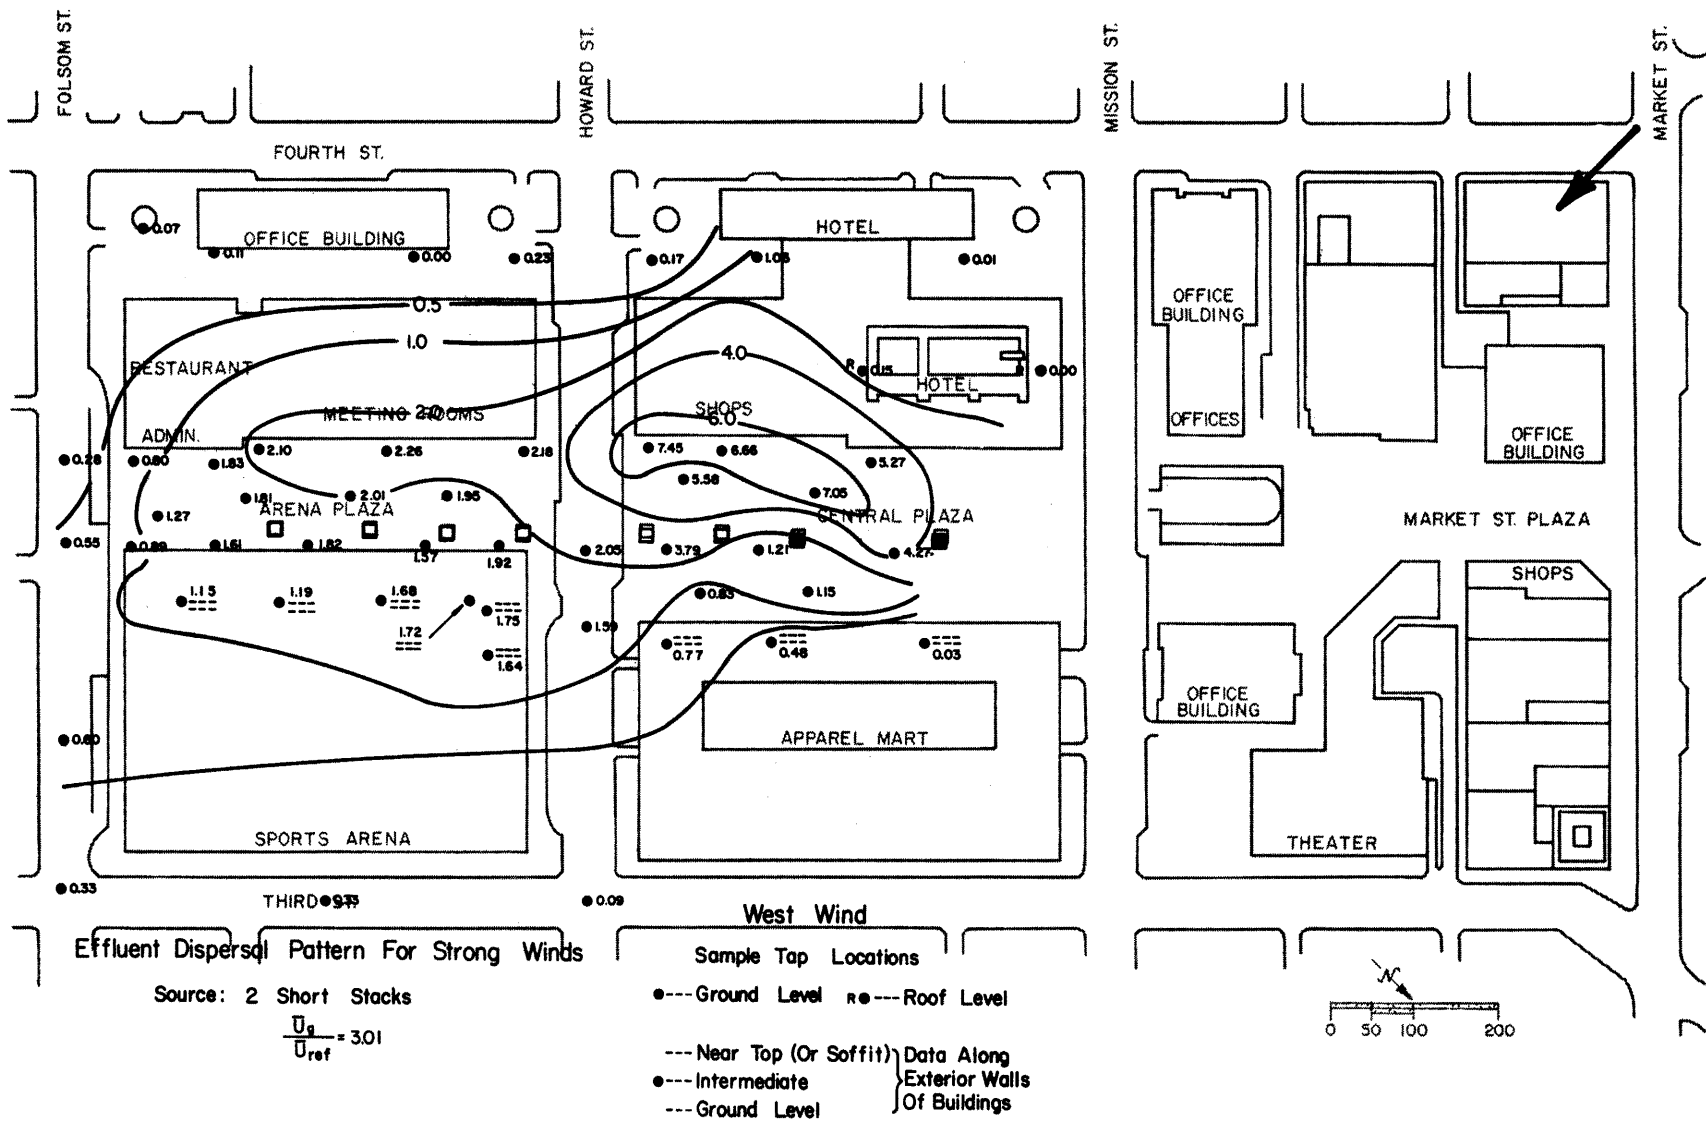 FOLSOM ST.
HOWARD ST.
MISSION ST.
MARKET ST.
FOURTH ST.
0.07
OFFICE BUILDING
HOTEL
0.11
0.00
0.23
0.17
1.03
0.01
OFFICE
BUILDING
0.5
1.0
4.0
RESTAURANT
R
0.15
R
0.00
HOTEL
MEETING ROOMS
2.0
SHOPS
6.0
OFFICES
ADMIN.
OFFICE
BUILDING
0.28
0.80
1.83
2.10
2.26
2.18
7.45
6.66
5.27
5.58
7.05
1.81
2.01
1.95
ARENA PLAZA
1.27
CENTRAL PLAZA
MARKET ST. PLAZA
0.55
0.89
1.61
1.82
1.57
1.92
2.05
3.79
1.21
4.27
SHOPS
1.15
1.19
1.68
1.75
0.83
1.15
1.72
1.59
1.64
0.77
0.48
0.03
OFFICE
BUILDING
0.60
APPAREL MART
SPORTS ARENA
THEATER
0.33
THIRD
0.09
West Wind
Effluent Dispersal Pattern For Strong Winds
Sample Tap Locations
Source: 2 Short Stacks
●---Ground Level R●---Roof Level
Ūg
Ūref
= 3.01
N
0 50 100 200
---Near Top (Or Soffit)
●---Intermediate
---Ground Level
Data Along
Exterior Walls
Of Buildings